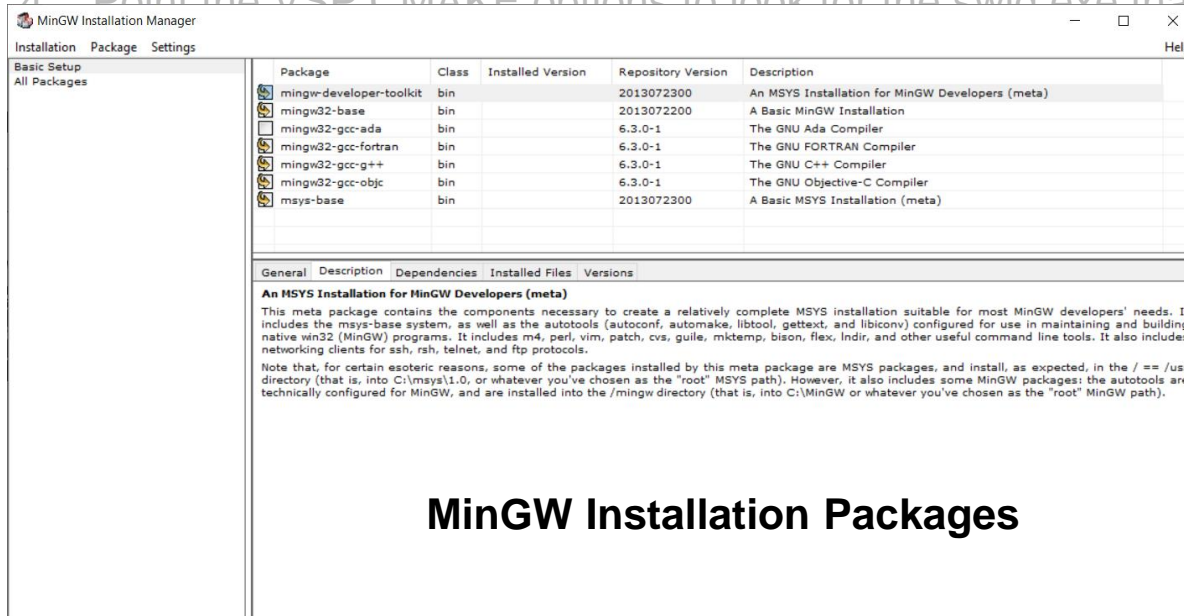 MinGW Installation Manager
Installation Package Settings Hel
Basic Setup
All Packages
Package Class Installed Version Repository Version Description
mingw-developer-toolkit bin 2013072300 An MSYS Installation for MinGW Developers (meta)
mingw32-base bin 2013072200 A Basic MinGW Installation
mingw32-gcc-ada bin 6.3.0-1 The GNU Ada Compiler
mingw32-gcc-fortran bin 6.3.0-1 The GNU FORTRAN Compiler
mingw32-gcc-g++ bin 6.3.0-1 The GNU C++ Compiler
mingw32-gcc-objc bin 6.3.0-1 The GNU Objective-C Compiler
msys-base bin 2013072300 A Basic MSYS Installation (meta)
General Description Dependencies Installed Files Versions
An MSYS Installation for MinGW Developers (meta)
This meta package contains the components necessary to create a relatively complete MSYS installation suitable for most MinGW developers' needs. I
includes the msys-base system, as well as the autotools (autoconf, automake, libtool, gettext, and libiconv) configured for use in maintaining and building
native win32 (MinGW) programs. It includes m4, perl, vim, patch, cvs, guile, mktemp, bison, flex, lndir, and other useful command line tools. It also includes
networking clients for ssh, rsh, telnet, and ftp protocols.
Note that, for certain esoteric reasons, some of the packages installed by this meta package are MSYS packages, and install, as expected, in the / == /us
directory (that is, into C:\msys\1.0, or whatever you've chosen as the "root" MSYS path). However, it also includes some MinGW packages: the autotools are
technically configured for MinGW, and are installed into the /mingw directory (that is, into C:\MinGW or whatever you've chosen as the "root" MinGW path).
MinGW Installation Packages